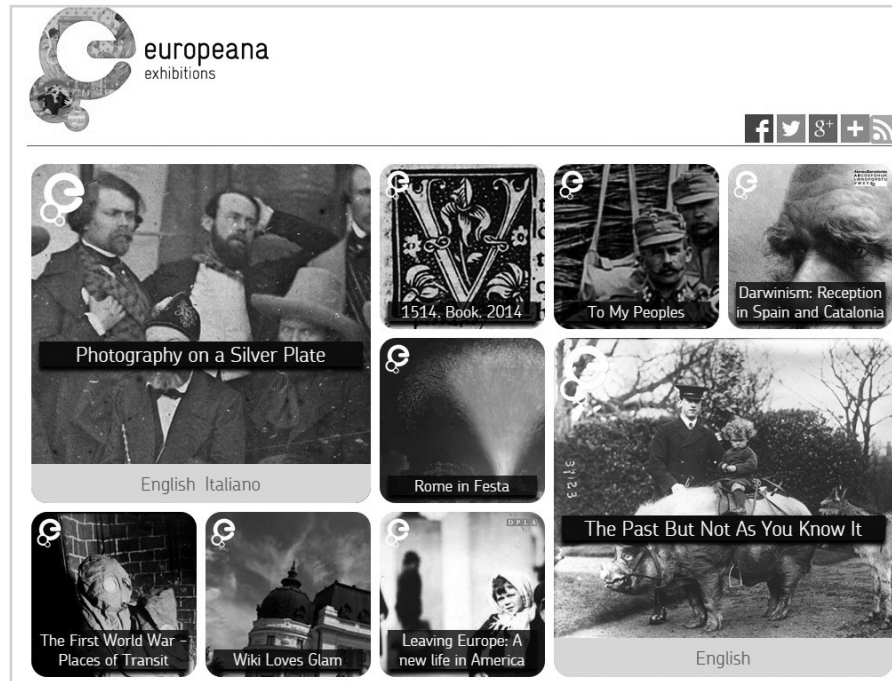 europeana
exhibitions
Photography on a Silver Plate
English Italiano
1514. Book. 2014
To My Peoples
Darwinism: Reception
in Spain and Catalonia
Rome in Festa
The Past But Not As You Know It
English
The First World War –
Places of Transit
Wiki Loves Glam
DPLA
Leaving Europe: A
new life in America